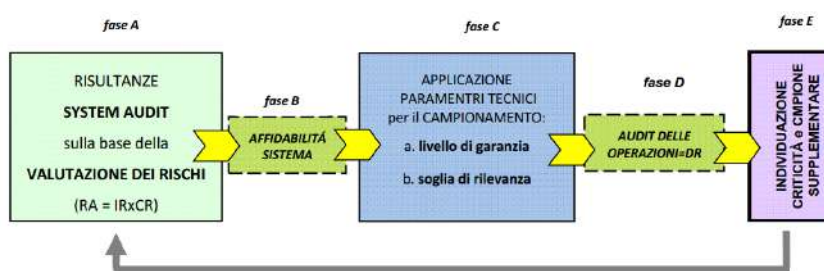 fase A
RISULTANZE
SYSTEM AUDIT
sulla base della
VALUTAZIONE DEI RISCHI
(RA = IRxCR)
fase B
AFFIDABILITÁ
SISTEMA
fase C
APPLICAZIONE
PARAMENTRI TECNICI
per il CAMPIONAMENTO:
a. livello di garanzia
b. soglia di rilevanza
fase D
AUDIT DELLE
OPERAZIONI=DR
fase E
INDIVIDUAZIONE
CRITICITÀ e CMPIONE
SUPPLEMENTARE